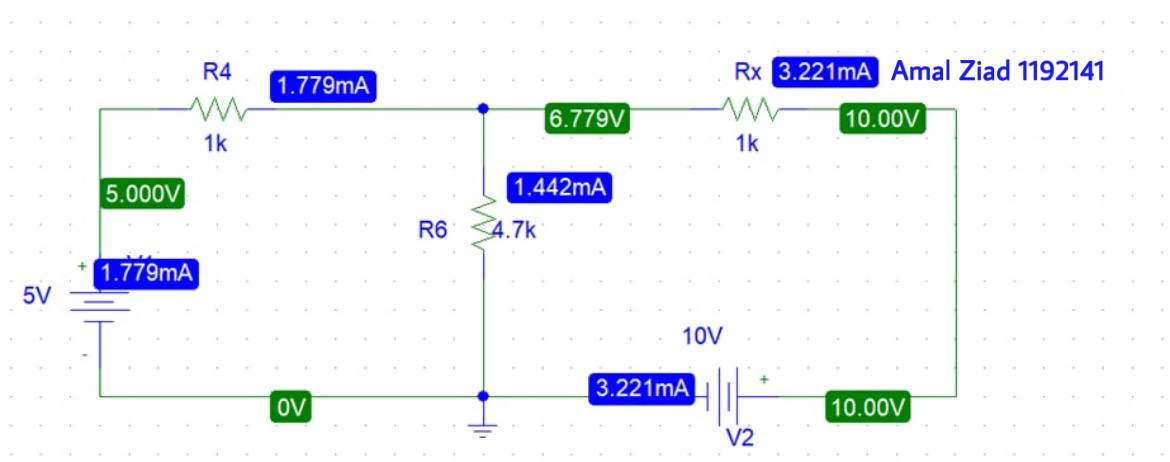 R4
1.779mA
Rx 3.221mA Amal Ziad 1192141
1k
6.779V
1k
10.00V
5.000V
1.442mA
R6 4.7k
+
1.779mA
5V
-
10V
3.221mA
+
0V
10.00V
V2